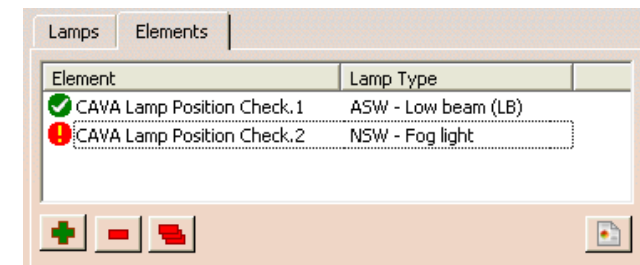 Lamps Elements
Element Lamp Type
CAVA Lamp Position Check.1 ASW - Low beam (LB)
CAVA Lamp Position Check.2 NSW - Fog light